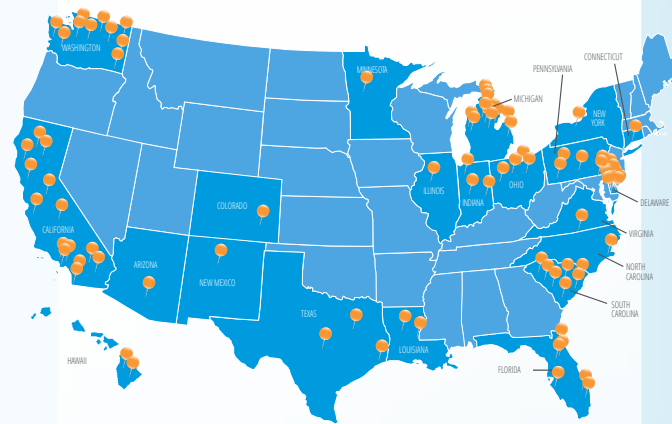 WASHINGTON
MINNESOTA
CONNECTICUT
PENNSYLVANIA
MICHIGAN
NEW
YORK
ILLINOIS
INDIANA
OHIO
DELAWARE
COLORADO
CALIFORNIA
VIRGINIA
ARIZONA
NEW MEXICO
NORTH
CAROLINA
TEXAS
SOUTH
CAROLINA
LOUISIANA
HAWAII
FLORIDA